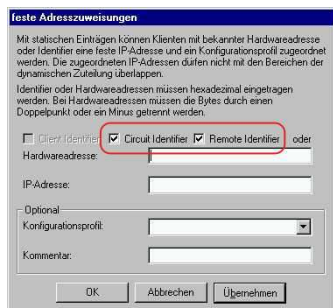 feste Adresszuweisungen
Mit statischen Einträgen können Klienten mit bekannter Hardwareadresse
oder Identifier eine feste IP-Adresse und ein Konfigurationsprofil zugeordnet
werden. Die zugeordneten IP-Adressen dürfen nicht mit den Bereichen der
dynamischen Zuteilung überlappen.
Identifier oder Hardwareadressen müssen hexadezimal eingetragen
werden. Bei Hardwareadressen müssen die Bytes durch einen
Doppelpunkt oder ein Minus getrennt werden.
Client Identifier Circuit Identifier Remote Identifier oder
Hardwareadresse:
IP-Adresse:
Optional
Konfigurationsprofil:
Kommentar:
OK Abbrechen Übernehmen